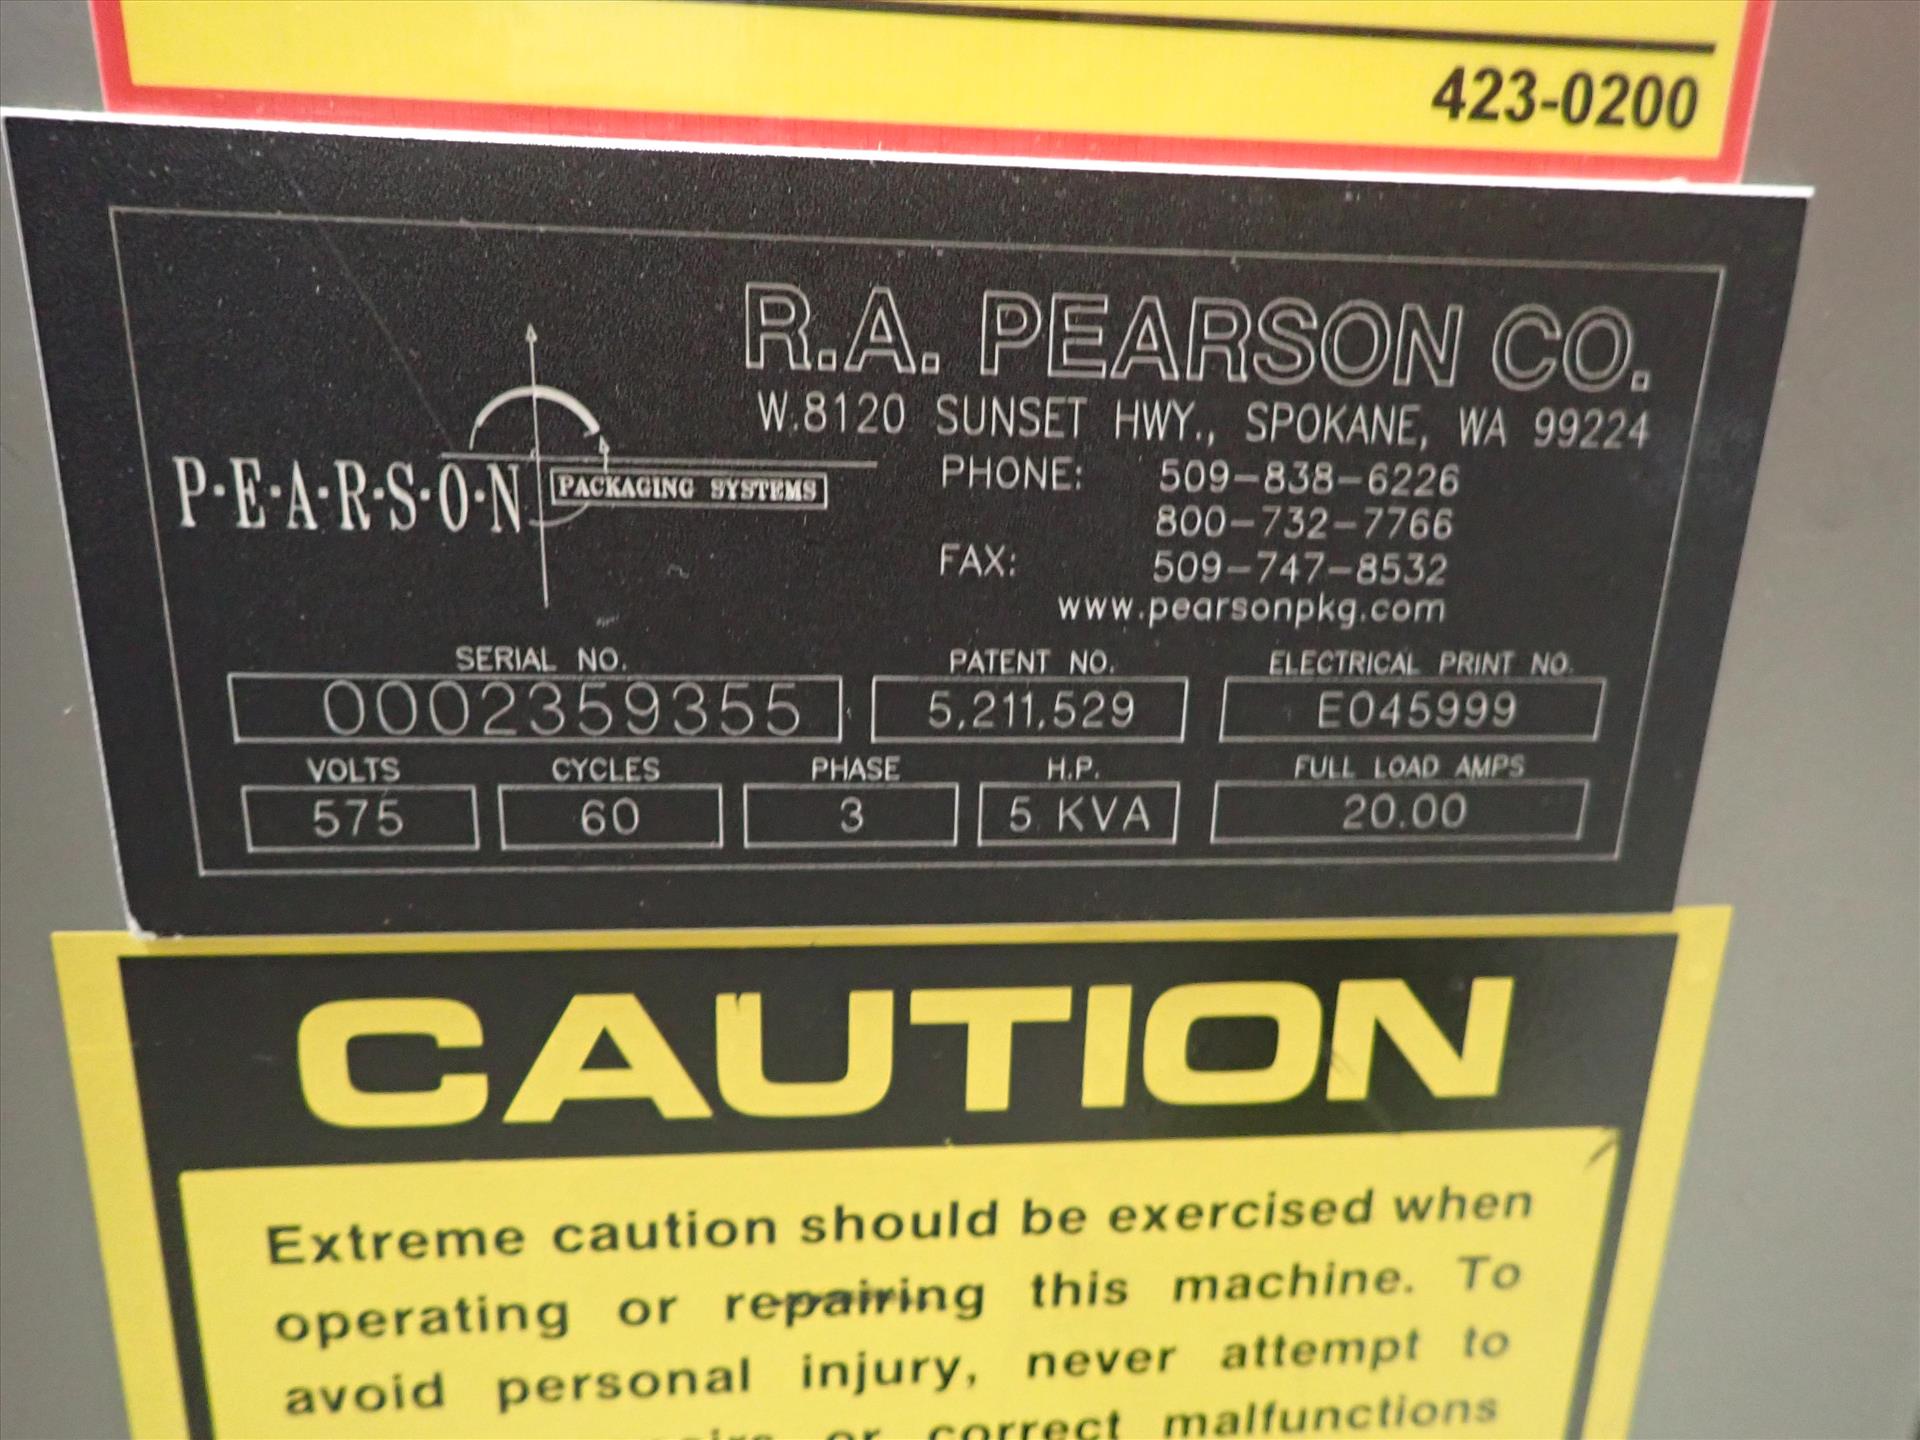 423-0200
R.A. PEARSON CO.
W.8120 SUNSET HWY., SPOKANE, WA 99224
P·E·A·R·S·O·N PACKAGING SYSTEMS
PHONE: 509-838-6226
800-732-7766
FAX: 509-747-8532
www.pearsonpkg.com
SERIAL NO. PATENT NO. ELECTRICAL PRINT NO.
0002359355 5,211,529 E045999
VOLTS CYCLES PHASE H.P. FULL LOAD AMPS
575 60 3 5 KVA 20.00
CAUTION
Extreme caution should be exercised when
operating or repairing this machine. To
avoid personal injury, never attempt to
or correct malfunctions